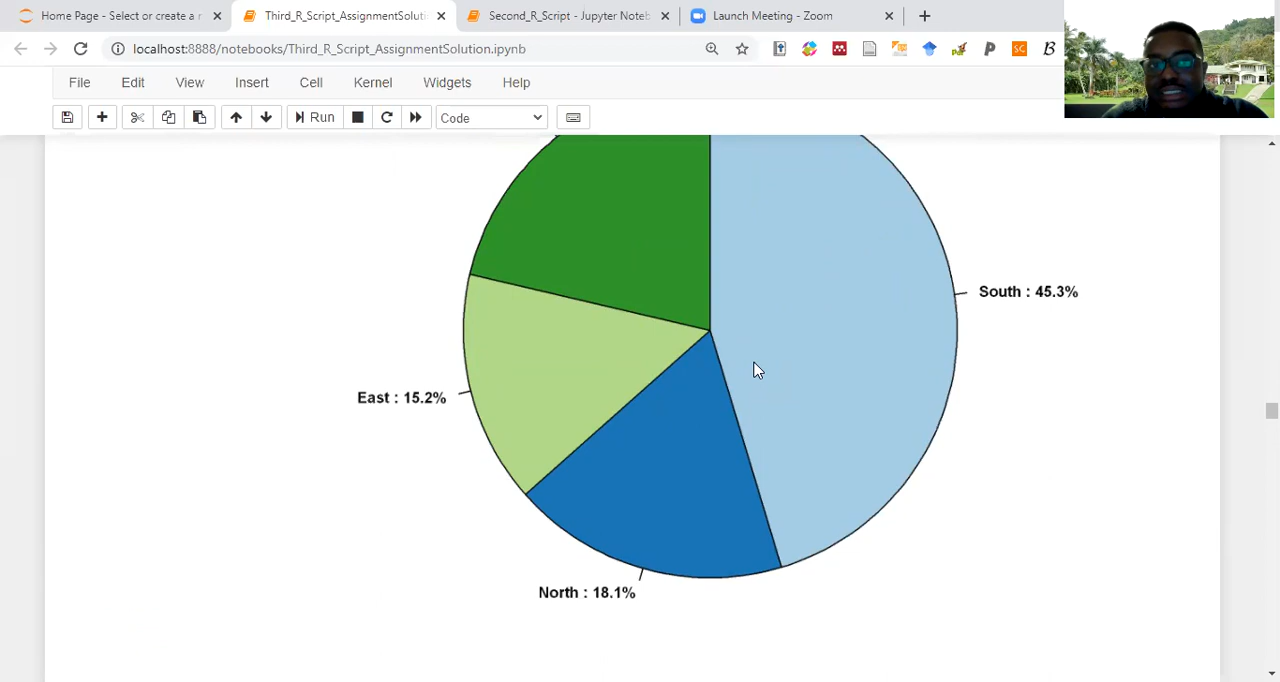 Home Page - Select or create a n
Third_R_Script_AssignmentSoluti
Second_R_Script - Jupyter Noteb
Launch Meeting - Zoom
localhost:8888/notebooks/Third_R_Script_AssignmentSolution.ipynb
SC
File Edit View Insert Cell Kernel Widgets Help
Run
Code
South : 45.3%
East : 15.2%
North : 18.1%